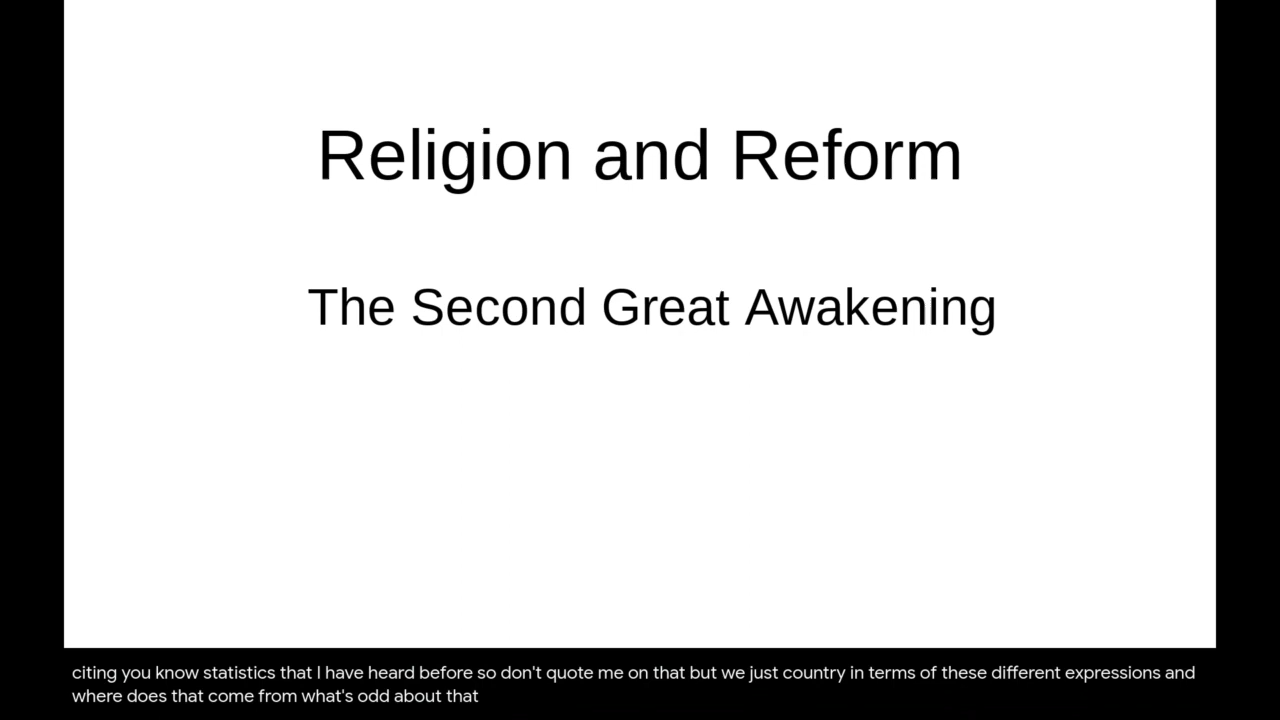 Religion and Reform
The Second Great Awakening
citing you know statistics that I have heard before so don't quote me on that but we just country in terms of these different expressions and
where does that come from what's odd about that